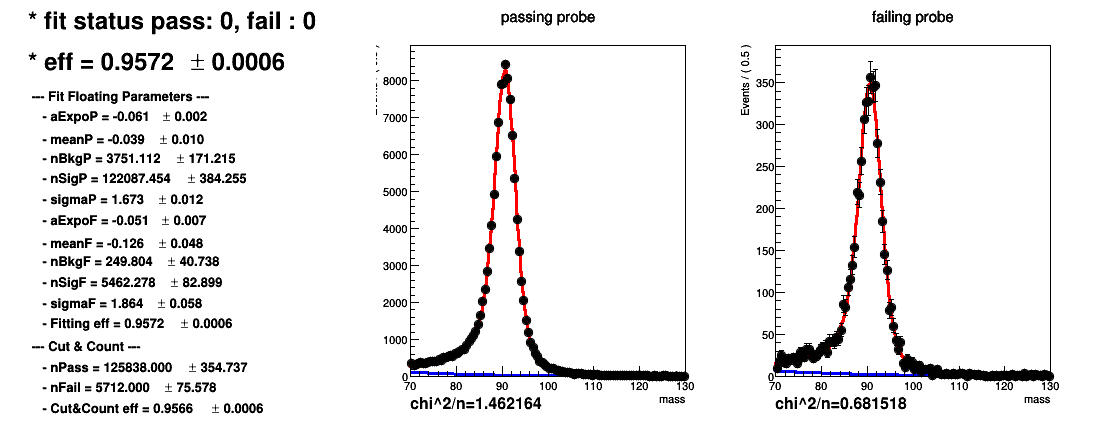 * fit status pass: 0, fail : 0
* eff = 0.9572 ± 0.0006
--- Fit Floating Parameters ---
- aExpoP = -0.061 ± 0.002
- meanP = -0.039 ± 0.010
- nBkgP = 3751.112 ± 171.215
- nSigP = 122087.454 ± 384.255
- sigmaP = 1.673 ± 0.012
- aExpoF = -0.051 ± 0.007
- meanF = -0.126 ± 0.048
- nBkgF = 249.804 ± 40.738
- nSigF = 5462.278 ± 82.899
- sigmaF = 1.864 ± 0.058
- Fitting eff = 0.9572 ± 0.0006
--- Cut & Count ---
- nPass = 125838.000 ± 354.737
- nFail = 5712.000 ± 75.578
- Cut&Count eff = 0.9566 ± 0.0006
passing probe
8000
7000
6000
5000
4000
3000
2000
1000
0
70 80 90 100 110 120 130
mass
chi^2/n=1.462164
failing probe
Events / ( 0.5 )
350
300
250
200
150
100
50
0
70 80 90 100 110 120 130
mass
chi^2/n=0.681518